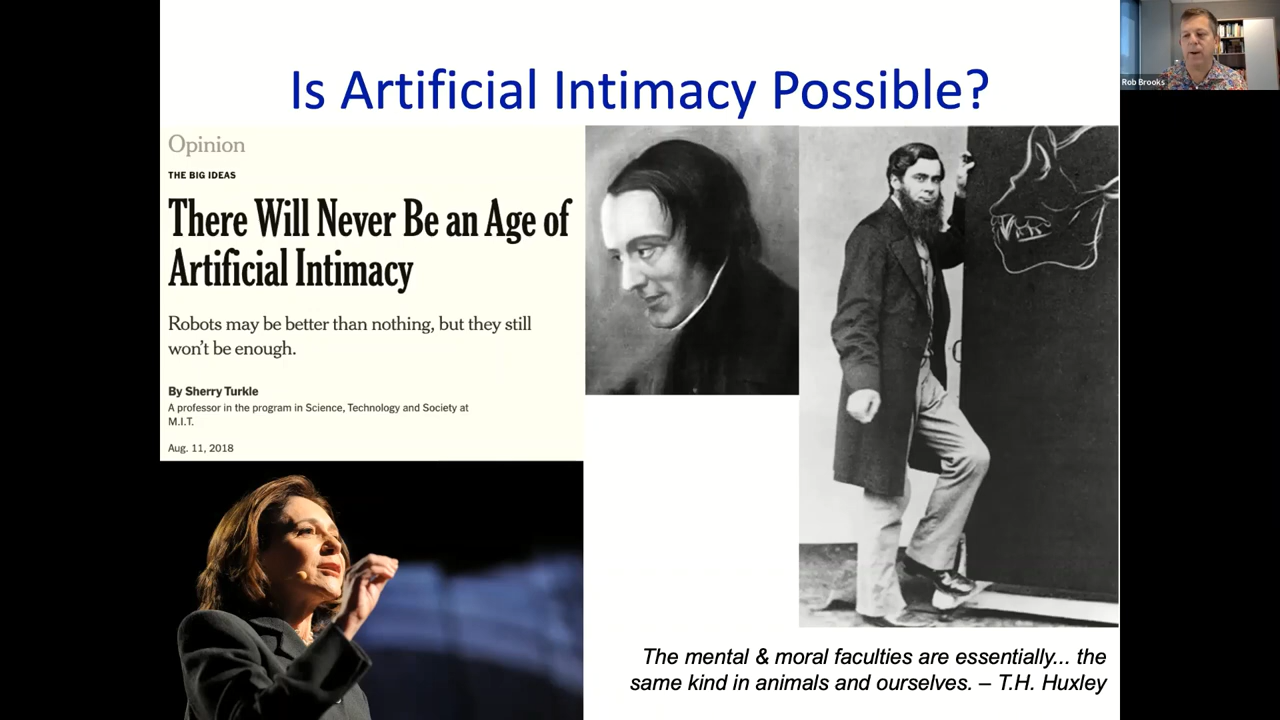 Is Artificial Intimacy Possible?
Rob Brooks
Opinion
THE BIG IDEAS
There Will Never Be an Age of
Artificial Intimacy
Robots may be better than nothing, but they still
won't be enough.
By Sherry Turkle
A professor in the program in Science, Technology and Society at
M.I.T.
Aug. 11, 2018
The mental & moral faculties are essentially... the
same kind in animals and ourselves. – T.H. Huxley